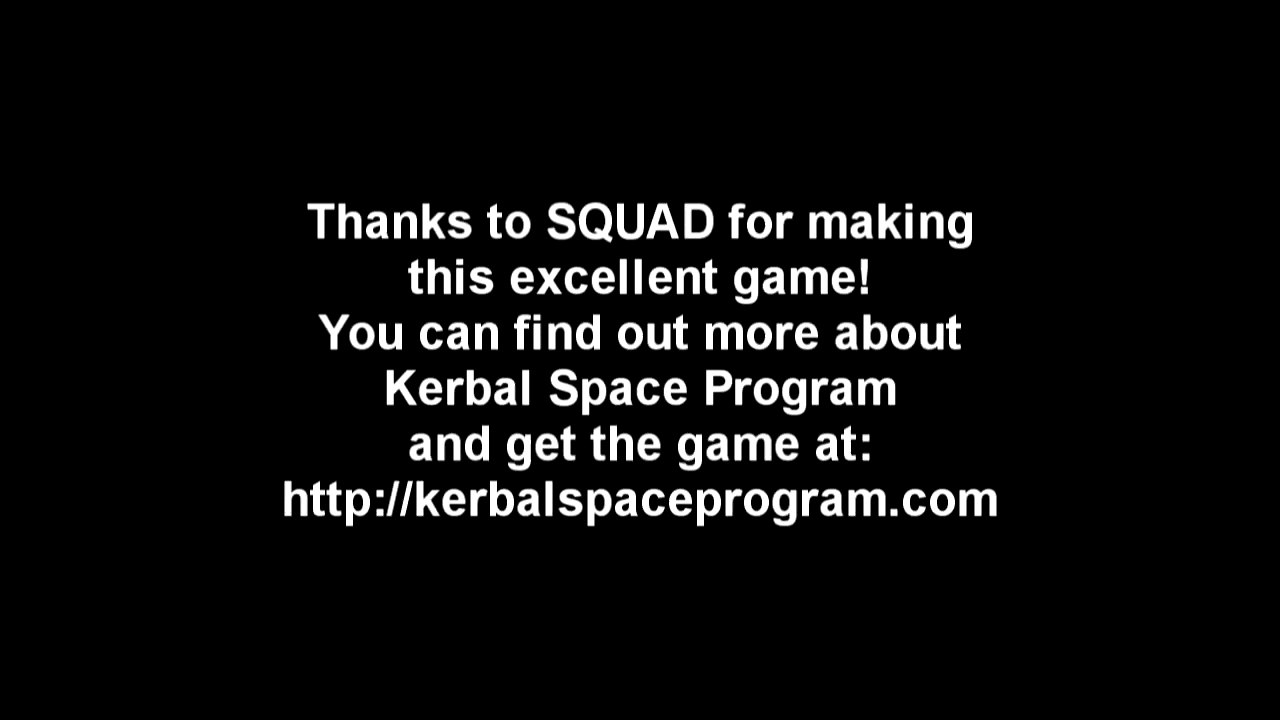 Thanks to SQUAD for making
this excellent game!
You can find out more about
Kerbal Space Program
and get the game at:
http://kerbalspaceprogram.com